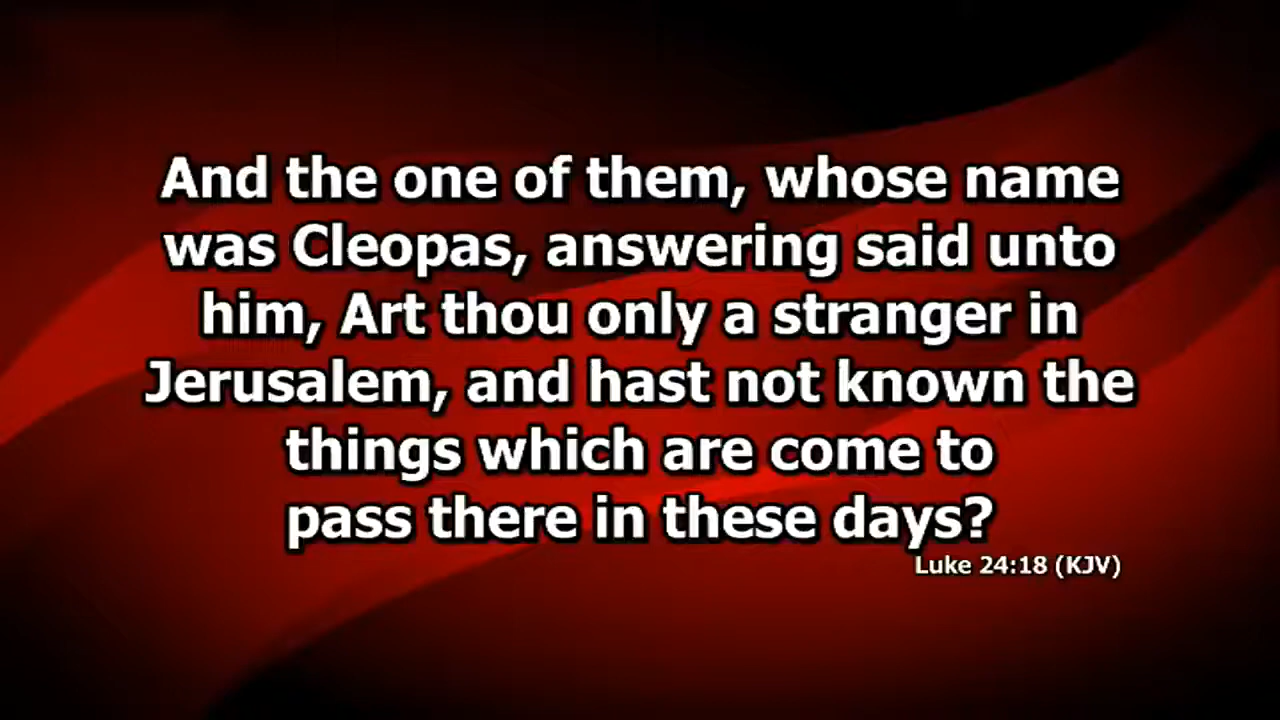 And the one of them, whose name
was Cleopas, answering said unto
him, Art thou only a stranger in
Jerusalem, and hast not known the
things which are come to
pass there in these days?
Luke 24:18 (KJV)